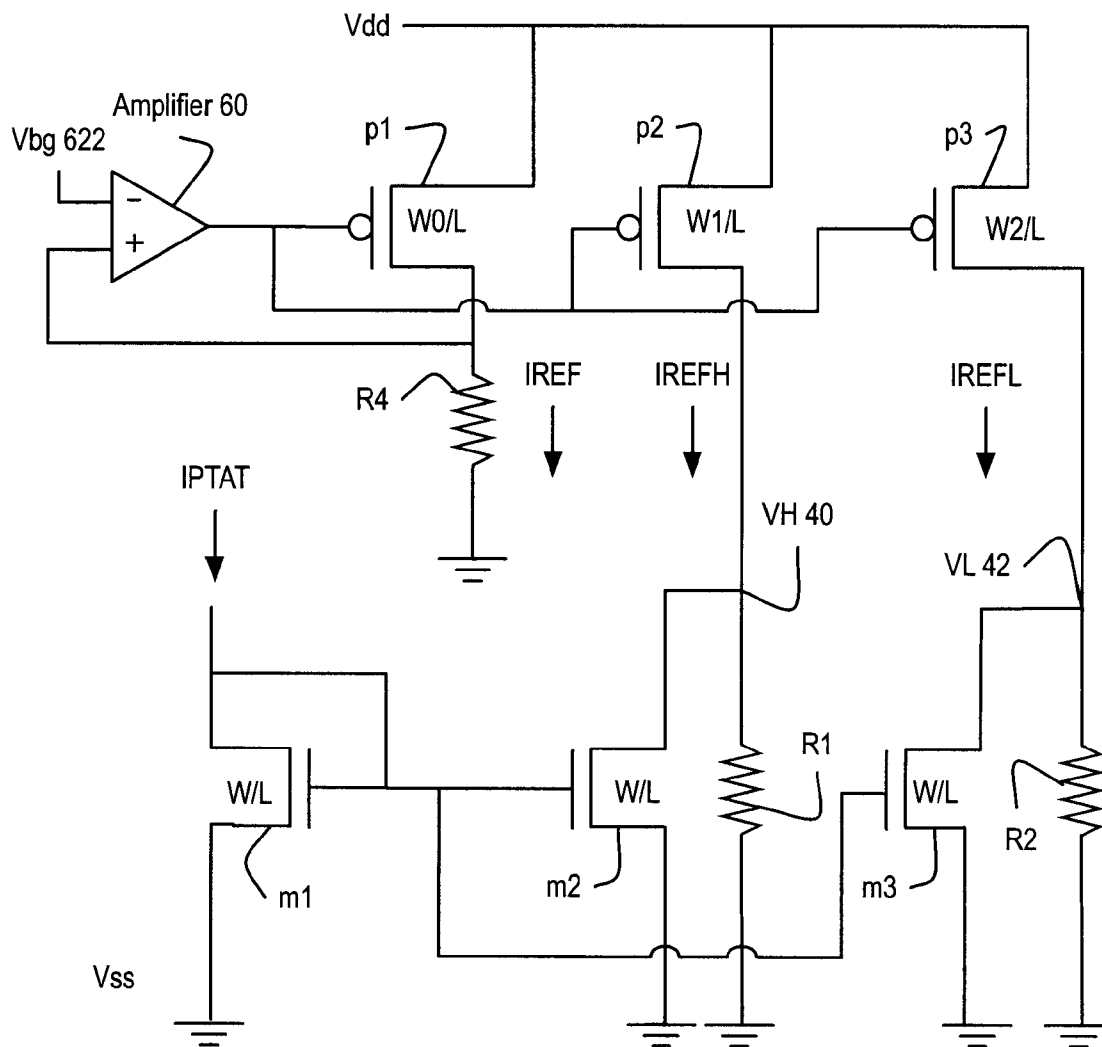 Vdd
Amplifier 60
Vbg 622
p1
p2
p3
-
+
W0/L
W1/L
W2/L
R4
IREF
IREFH
IREFL
IPTAT
VH 40
VL 42
R1
W/L
W/L
W/L
R2
m1
m2
m3
Vss